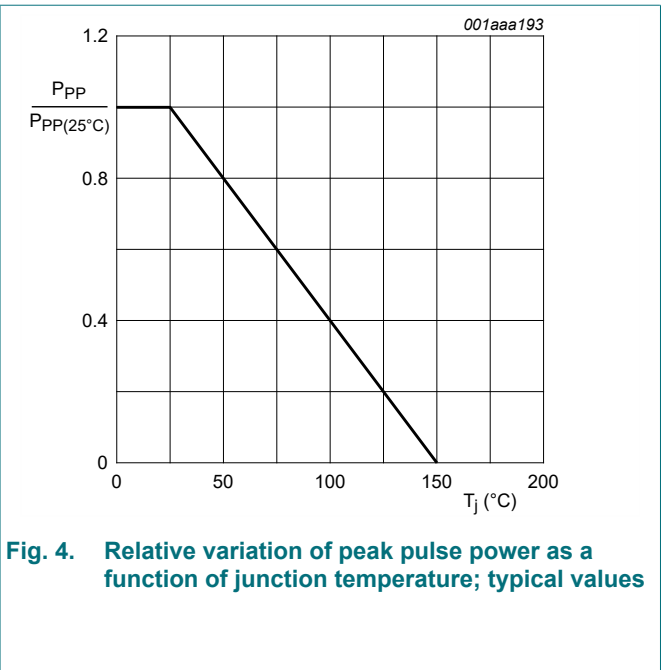 001aaa193
1.2
PPP
PPP(25°C)
0.8
0.4
0
0 50 100 150 200
Tj (°C)
Fig. 4. Relative variation of peak pulse power as a
function of junction temperature; typical values